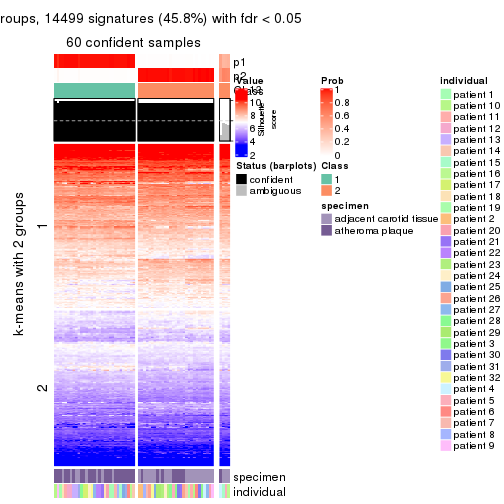 roups, 14499 signatures (45.8%) with fdr < 0.05
60 confident samples
p1
p2
Class
Silhouette
score
k-means with 2 groups
1
2
specimen
individual
Value
10
8
6
4
2
Status (barplots)
confident
ambiguous
Prob
1
0.8
0.6
0.4
0.2
0
Class
1
2
specimen
adjacent carotid tissue
atheroma plaque
individual
patient 1
patient 10
patient 11
patient 12
patient 13
patient 14
patient 15
patient 16
patient 17
patient 18
patient 19
patient 2
patient 20
patient 21
patient 22
patient 23
patient 24
patient 25
patient 26
patient 27
patient 28
patient 29
patient 3
patient 30
patient 31
patient 32
patient 4
patient 5
patient 6
patient 7
patient 8
patient 9